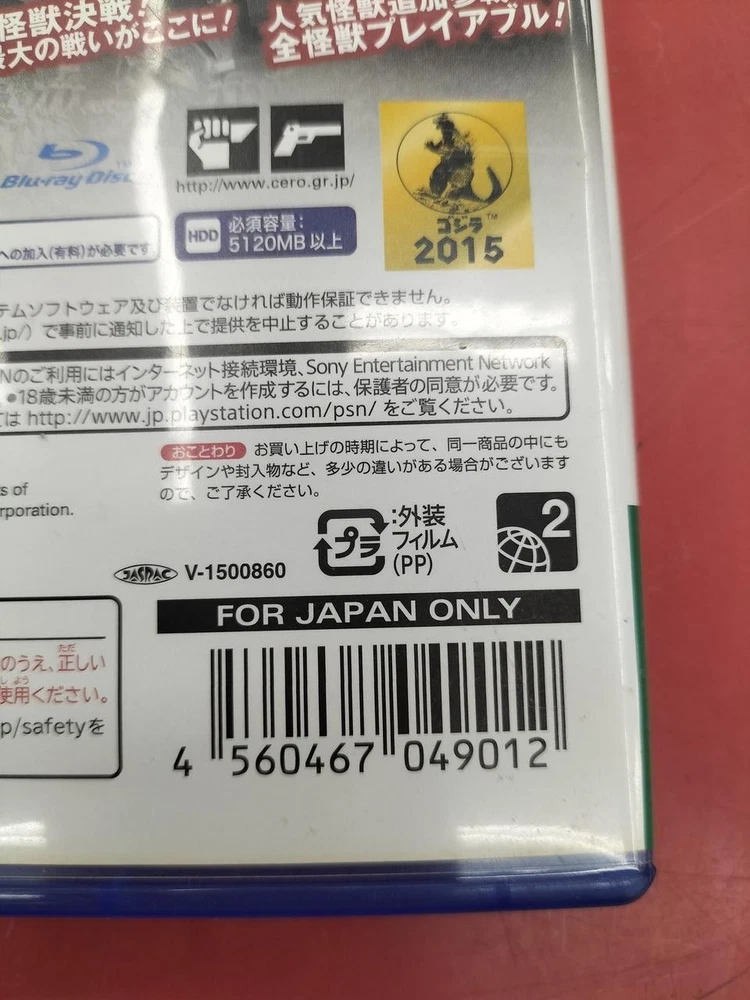 怪獣決戦!
最大の戦いがここに!
人気怪獣追加参戦
全怪獣プレイアブル!
Blu-ray Disc
http://www.cero.gr.jp/
ゴジラ™
2015
HDD 必須容量:
5120MB以上
への加入(有料)が必要です
テムソフトウェア及び装置でなければ動作保証できません。
.jp/)で事前に通知した上で提供を中止することがあります。
Nのご利用にはインターネット接続環境、Sony Entertainment Network
●18歳未満の方がアカウントを作成するには、保護者の同意が必要です。
ては http://www.jp.playstation.com/psn/ をご覧ください。
おことわり お買い上げの時期によって、同一商品の中にも
デザインや封入物など、多少の違いがある場合がございます
ので、ご了承ください。
s of
rporation.
プラ
:外装
フィルム
(PP)
2
JASRAC V-1500860
FOR JAPAN ONLY
のうえ、正しい
使用ください。
p/safetyを
4 560467 049012